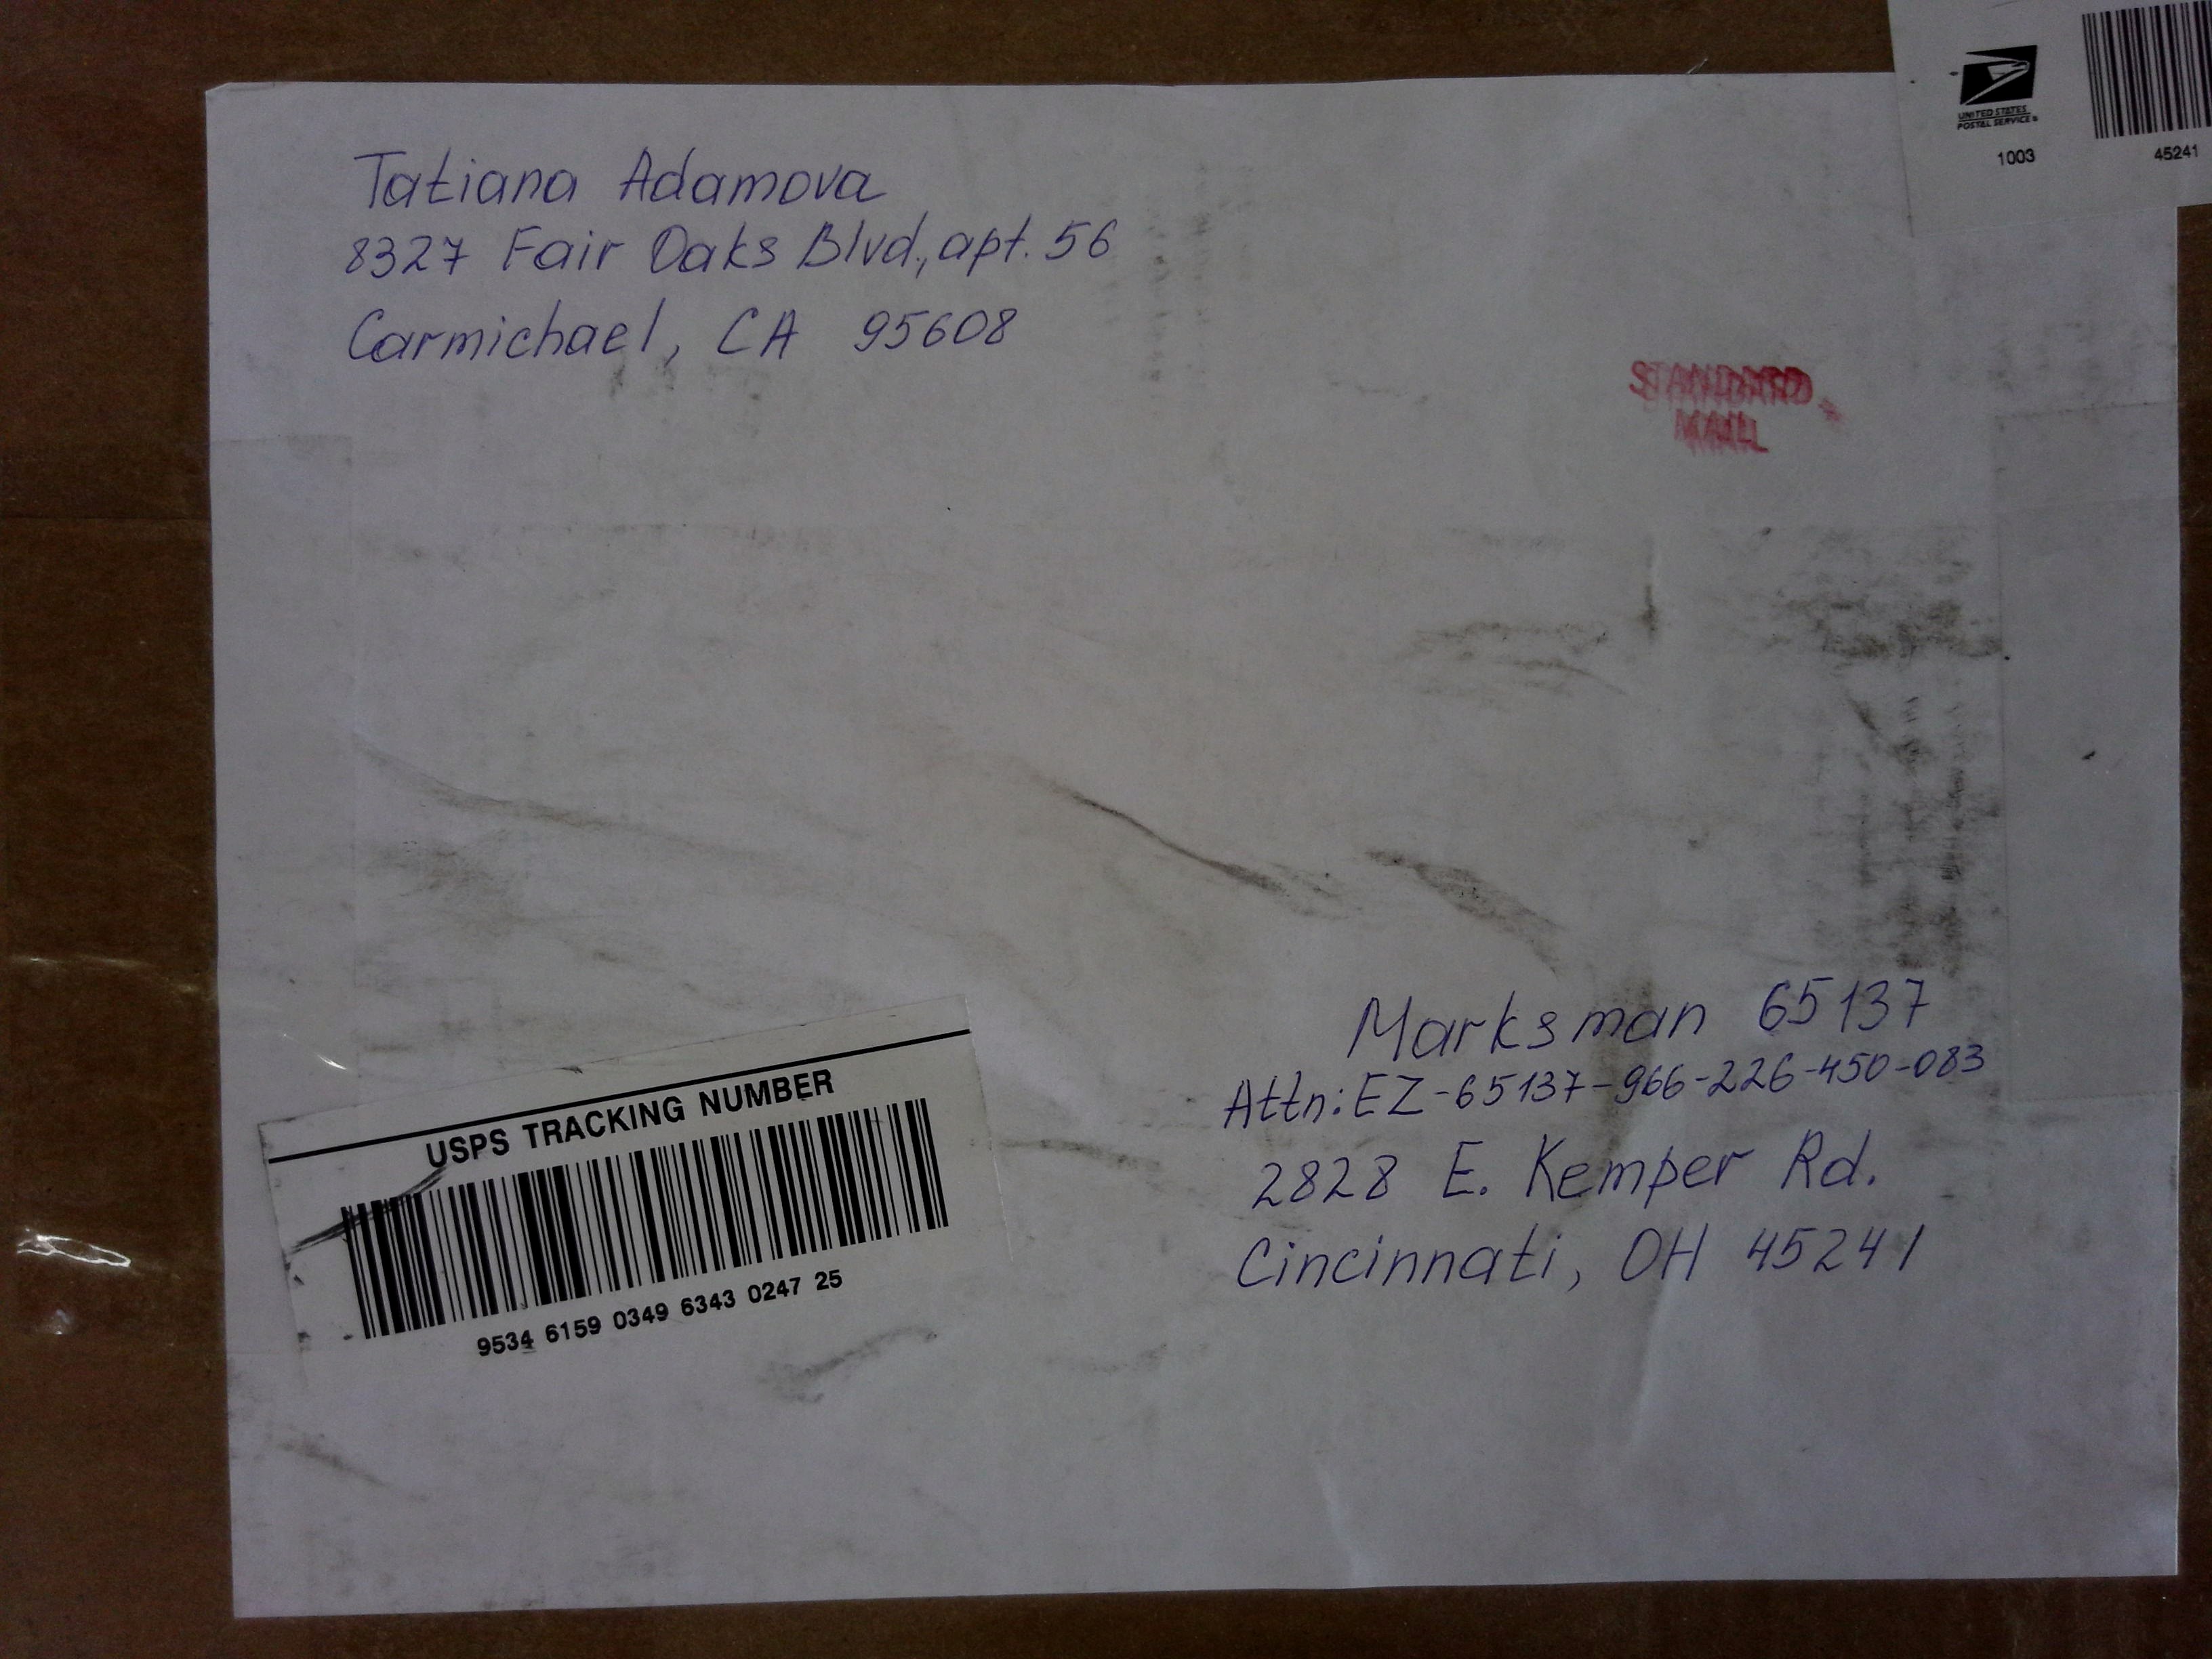 Tatiana Adamova
8327 Fair Oaks Blvd., apt. 56
Carmichael, CA 95608
UNITED STATES
POSTAL SERVICE®
1003
45241
STANDARD
MAIL
USPS TRACKING NUMBER
9534 6159 0349 6343 0247 25
Marksman 65137
Attn: EZ-65137-966-226-450-083
2828 E. Kemper Rd.
Cincinnati, OH 45241